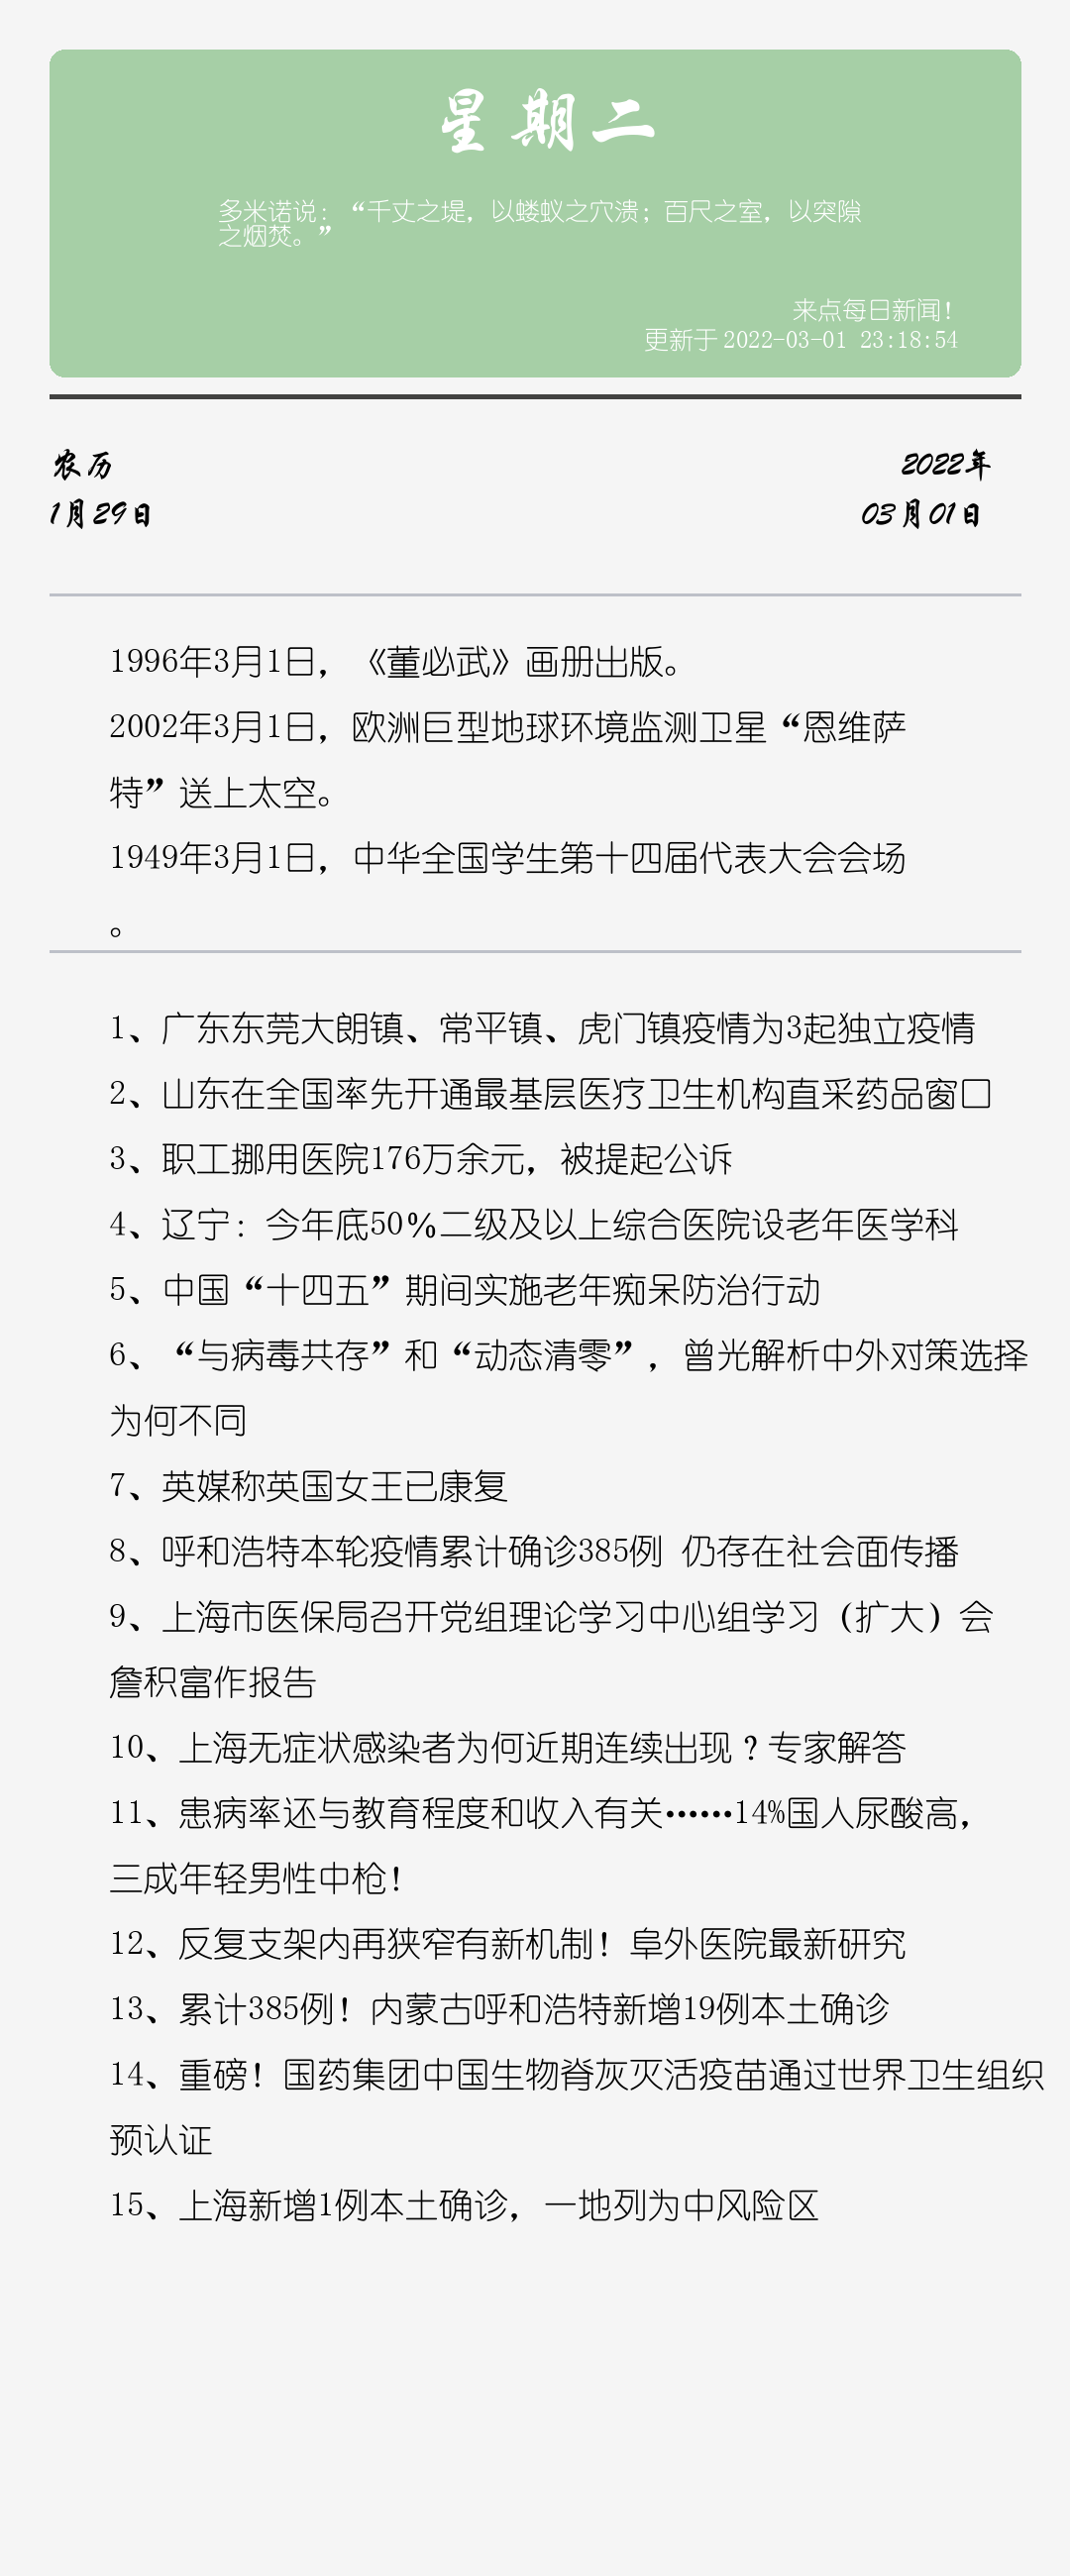 星期二
多米诺说：“千丈之堤，以蝼蚁之穴溃；百尺之室，以突隙
之烟焚。”
来点每日新闻！
更新于 2022-03-01 23:18:54
农历
2022年
1月29日
03月01日
1996年3月1日，《董必武》画册出版。
2002年3月1日，欧洲巨型地球环境监测卫星“恩维萨
特”送上太空。
1949年3月1日，中华全国学生第十四届代表大会会场
。
1、广东东莞大朗镇、常平镇、虎门镇疫情为3起独立疫情
2、山东在全国率先开通最基层医疗卫生机构直采药品窗口
3、职工挪用医院176万余元，被提起公诉
4、辽宁：今年底50％二级及以上综合医院设老年医学科
5、中国“十四五”期间实施老年痴呆防治行动
6、“与病毒共存”和“动态清零”，曾光解析中外对策选择
为何不同
7、英媒称英国女王已康复
8、呼和浩特本轮疫情累计确诊385例 仍存在社会面传播
9、上海市医保局召开党组理论学习中心组学习（扩大）会
詹积富作报告
10、上海无症状感染者为何近期连续出现？专家解答
11、患病率还与教育程度和收入有关……14%国人尿酸高，
三成年轻男性中枪！
12、反复支架内再狭窄有新机制！阜外医院最新研究
13、累计385例！内蒙古呼和浩特新增19例本土确诊
14、重磅！国药集团中国生物脊灰灭活疫苗通过世界卫生组织
预认证
15、上海新增1例本土确诊，一地列为中风险区